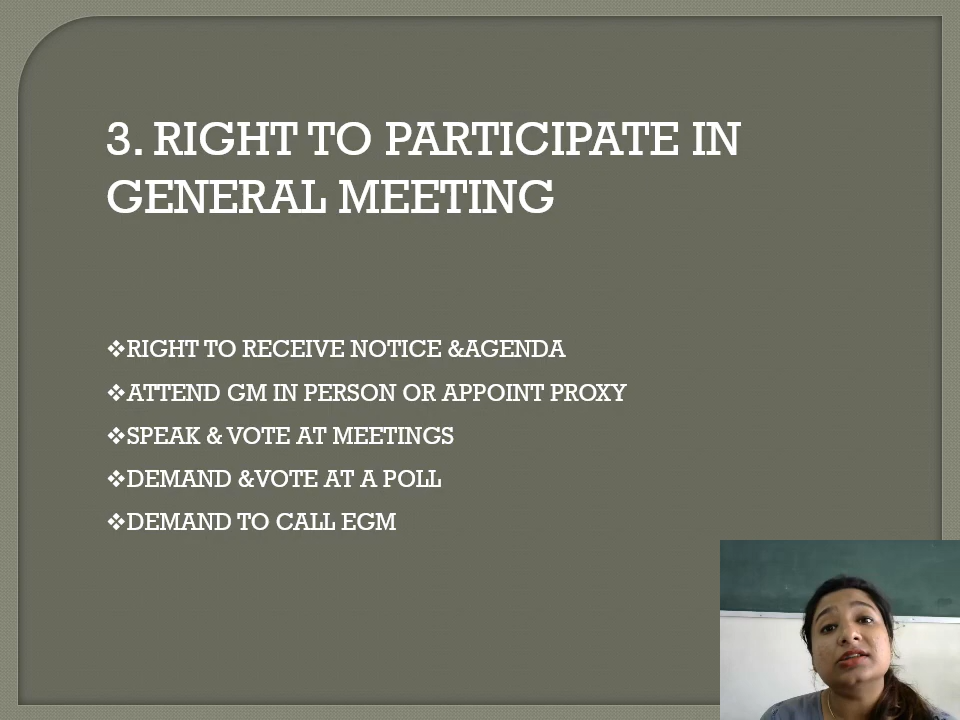 3. RIGHT TO PARTICIPATE IN
GENERAL MEETING
❖RIGHT TO RECEIVE NOTICE &AGENDA
❖ATTEND GM IN PERSON OR APPOINT PROXY
❖SPEAK & VOTE AT MEETINGS
❖DEMAND &VOTE AT A POLL
❖DEMAND TO CALL EGM